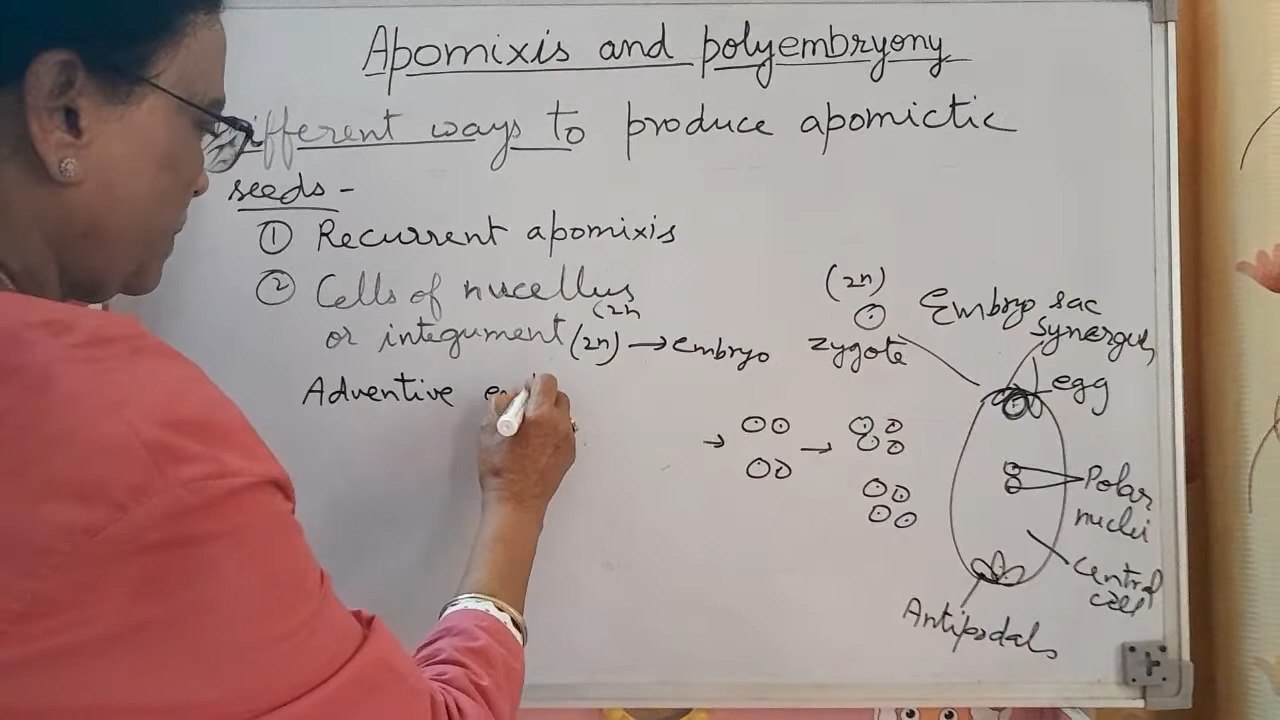 Apomixis and polyembryony
ifferent ways to produce apomictic
seeds -
① Recurrent apomixis
② Cells of nucellus
(2n
or integument (2n) → embryo
Adventive
(2n)
zygote
Embryo sac
synergids
egg
Polar
nuclei
Central
cell
Antipodals